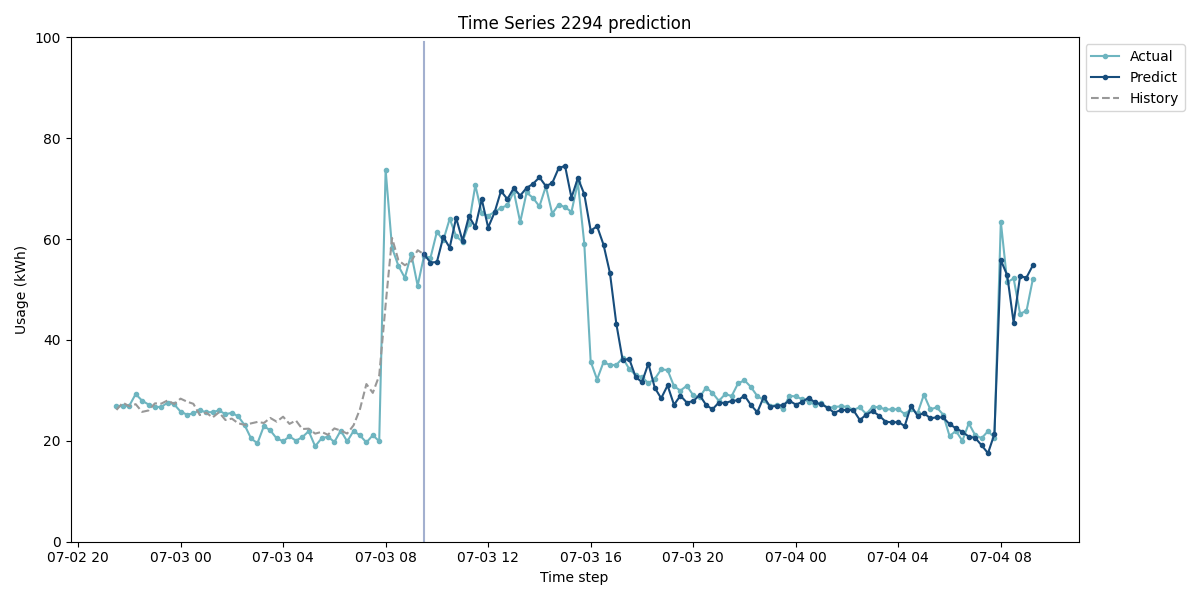 Time Series 2294 prediction
100
80
60
40
20
0
Usage (kWh)
07-02 20
07-03 00
07-03 04
07-03 08
07-03 12
07-03 16
07-03 20
07-04 00
07-04 04
07-04 08
Time step
Actual
Predict
History